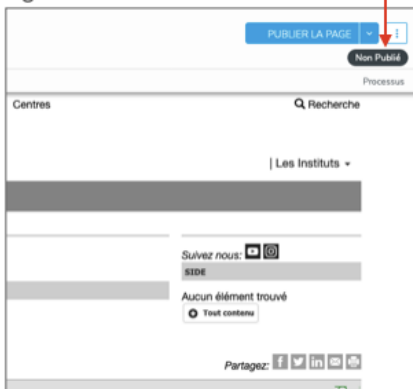 PUBLIER LA PAGE
Non Publié
Processus
Centres
Recherche
| Les Instituts
Suivez nous:
SIDE
Aucun élément trouvé
Tout contenu
Partagez: